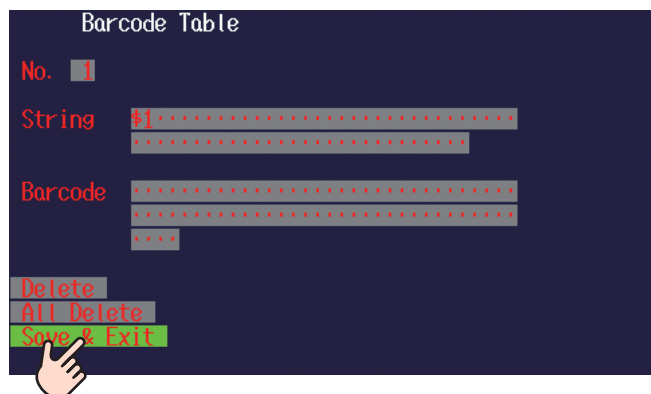 Barcode Table
No. 1
String $1······························
····························
Barcode ································
································
····
Delete
All Delete
Save & Exit